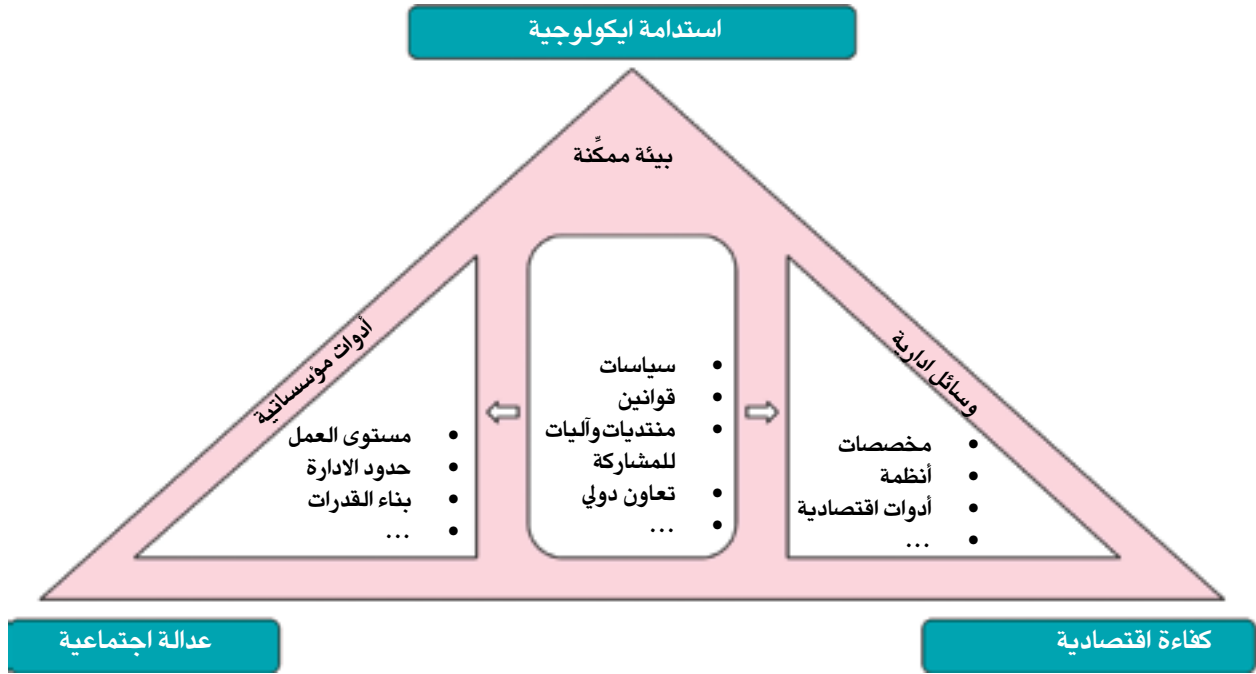 استدامة ايكولوجية
بيئة ممكِّنة
وسائل ادارية
• مخصصات
• أنظمة
• أدوات اقتصادية
• ...
• سياسات
• قوانين
• منتديات وآليات
للمشاركة
• تعاون دولي
• ...
أدوات مؤسساتية
• مستوى العمل
• حدود الادارة
• بناء القدرات
• ...
كفاءة اقتصادية
عدالة اجتماعية